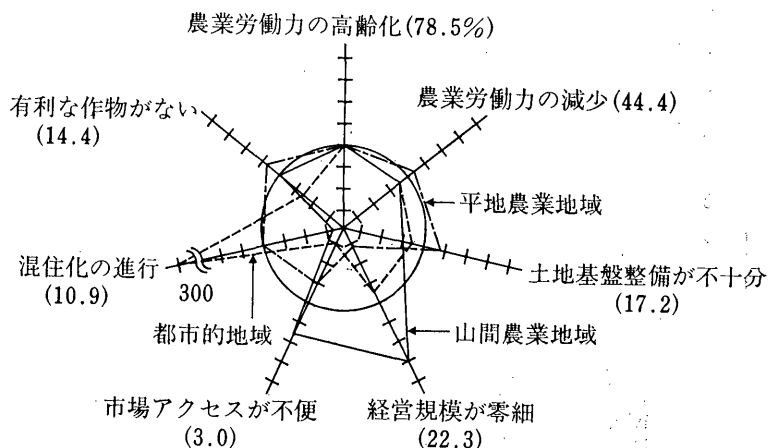 農業労働力の高齢化(78.5%)
農業労働力の減少(44.4)
有利な作物がない
(14.4)
平地農業地域
混住化の進行
(10.9)
300
土地基盤整備が不十分
(17.2)
都市的地域
山間農業地域
市場アクセスが不便
(3.0)
経営規模が零細
(22.3)